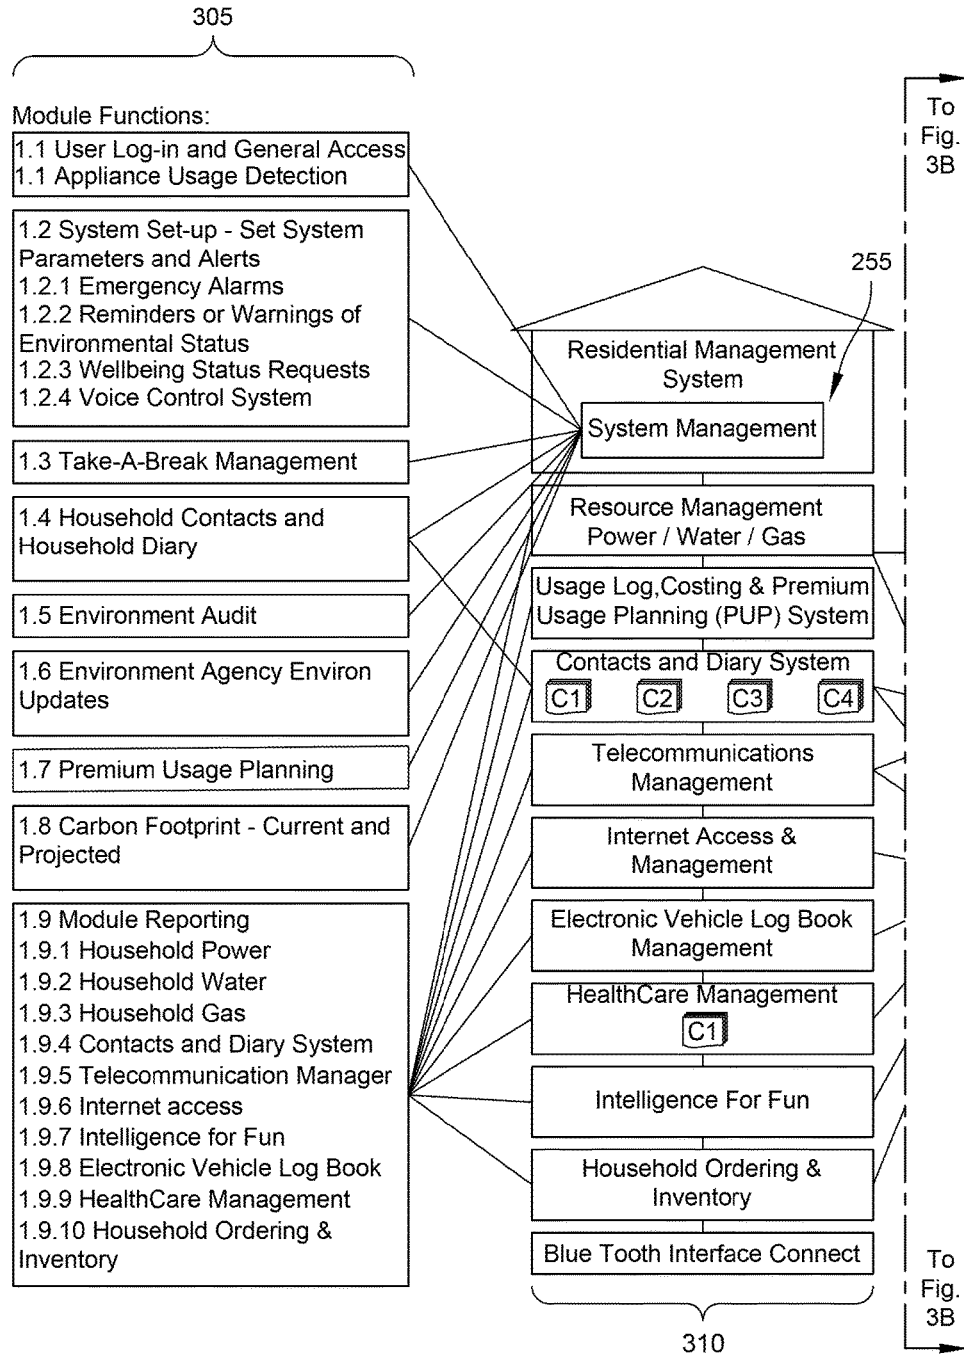 305
Module Functions:
1.1 User Log-in and General Access
1.1 Appliance Usage Detection
1.2 System Set-up - Set System
Parameters and Alerts
1.2.1 Emergency Alarms
1.2.2 Reminders or Warnings of
Environmental Status
1.2.3 Wellbeing Status Requests
1.2.4 Voice Control System
1.3 Take-A-Break Management
1.4 Household Contacts and
Household Diary
1.5 Environment Audit
1.6 Environment Agency Environ
Updates
1.7 Premium Usage Planning
1.8 Carbon Footprint - Current and
Projected
1.9 Module Reporting
1.9.1 Household Power
1.9.2 Household Water
1.9.3 Household Gas
1.9.4 Contacts and Diary System
1.9.5 Telecommunication Manager
1.9.6 Internet access
1.9.7 Intelligence for Fun
1.9.8 Electronic Vehicle Log Book
1.9.9 HealthCare Management
1.9.10 Household Ordering &
Inventory
255
Residential Management
System
System Management
Resource Management
Power / Water / Gas
Usage Log,Costing & Premium
Usage Planning (PUP) System
Contacts and Diary System
C1 C2 C3 C4
Telecommunications
Management
Internet Access &
Management
Electronic Vehicle Log Book
Management
HealthCare Management
C1
Intelligence For Fun
Household Ordering &
Inventory
Blue Tooth Interface Connect
310
To
Fig.
3B
To
Fig.
3B